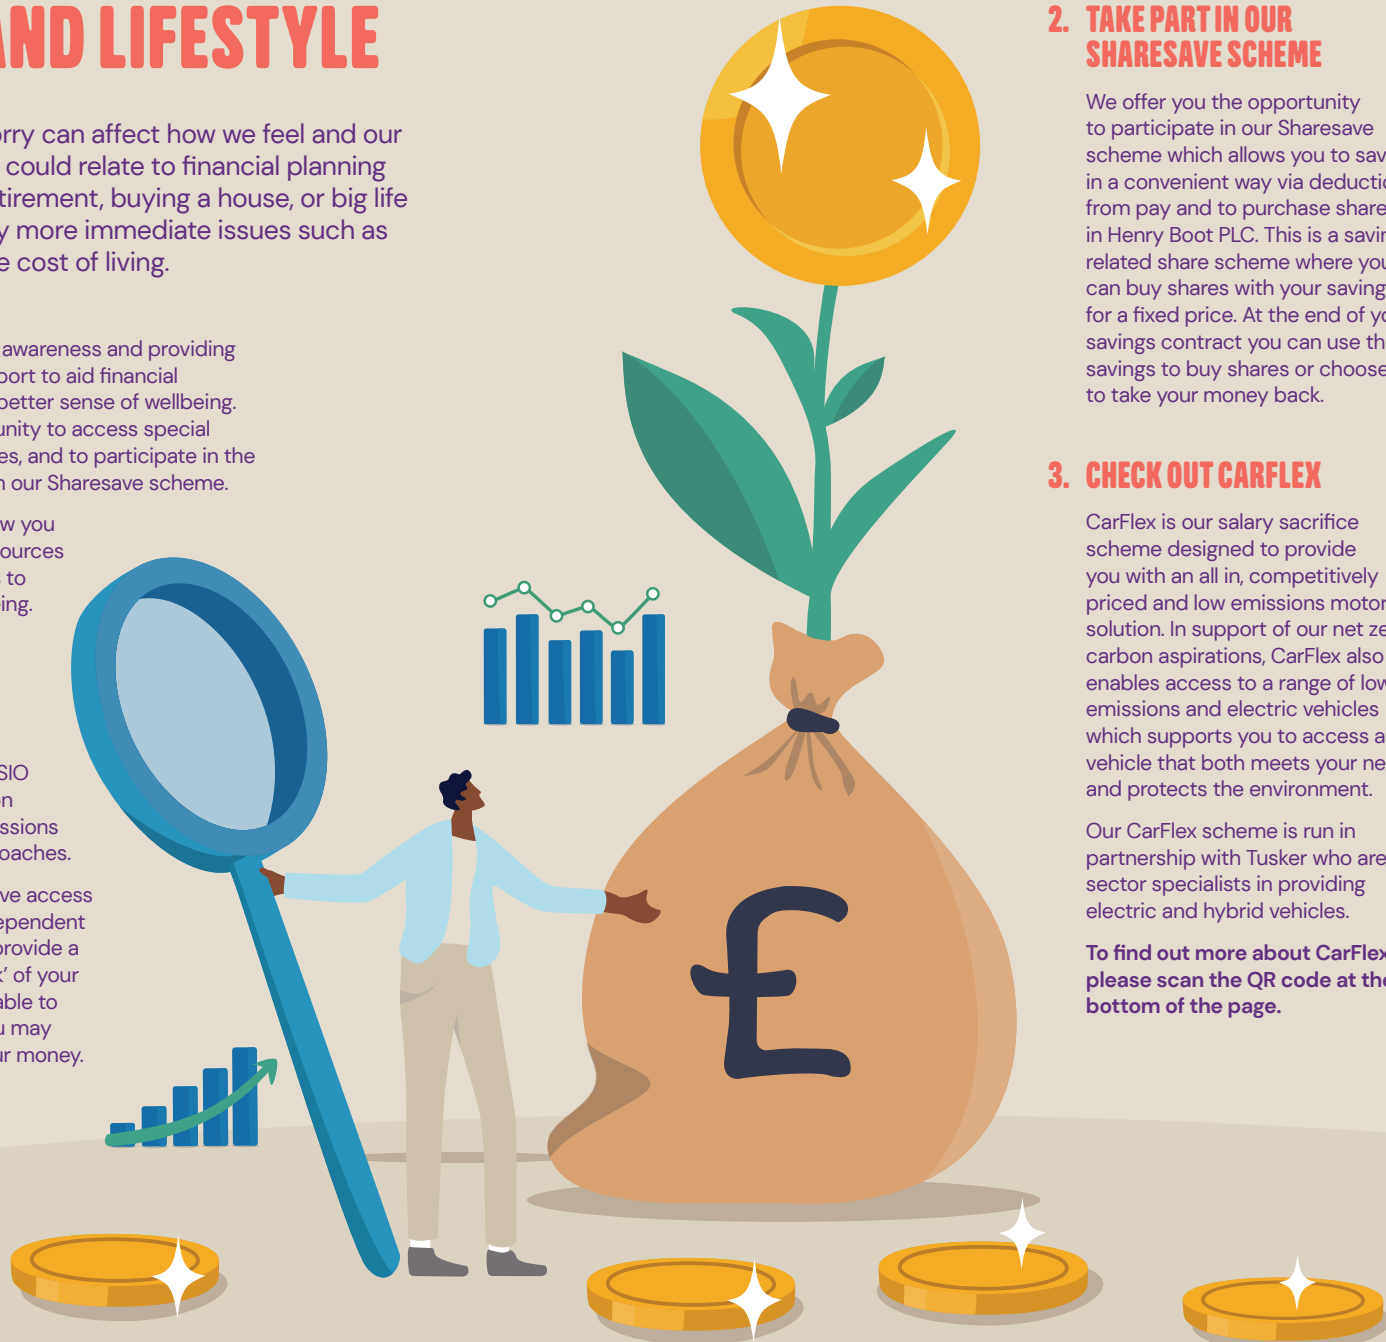 AND LIFESTYLE
orry can affect how we feel and our
could relate to financial planning
tirement, buying a house, or big life
y more immediate issues such as
e cost of living.
awareness and providing
port to aid financial
better sense of wellbeing.
unity to access special
es, and to participate in the
n our Sharesave scheme.
w you
ources
to
ing.
SIO
on
ssions
oaches.
ve access
ependent
provide a
k’ of your
able to
u may
ur money.
£
2. TAKE PART IN OUR
SHARESAVE SCHEME
We offer you the opportunity
to participate in our Sharesave
scheme which allows you to sav
in a convenient way via deductio
from pay and to purchase share
in Henry Boot PLC. This is a savin
related share scheme where you
can buy shares with your saving
for a fixed price. At the end of yo
savings contract you can use th
savings to buy shares or choose
to take your money back.
3. CHECK OUT CARFLEX
CarFlex is our salary sacrifice
scheme designed to provide
you with an all in, competitively
priced and low emissions motor
solution. In support of our net ze
carbon aspirations, CarFlex also
enables access to a range of low
emissions and electric vehicles
which supports you to access a
vehicle that both meets your ne
and protects the environment.
Our CarFlex scheme is run in
partnership with Tusker who are
sector specialists in providing
electric and hybrid vehicles.
To find out more about CarFlex
please scan the QR code at the
bottom of the page.